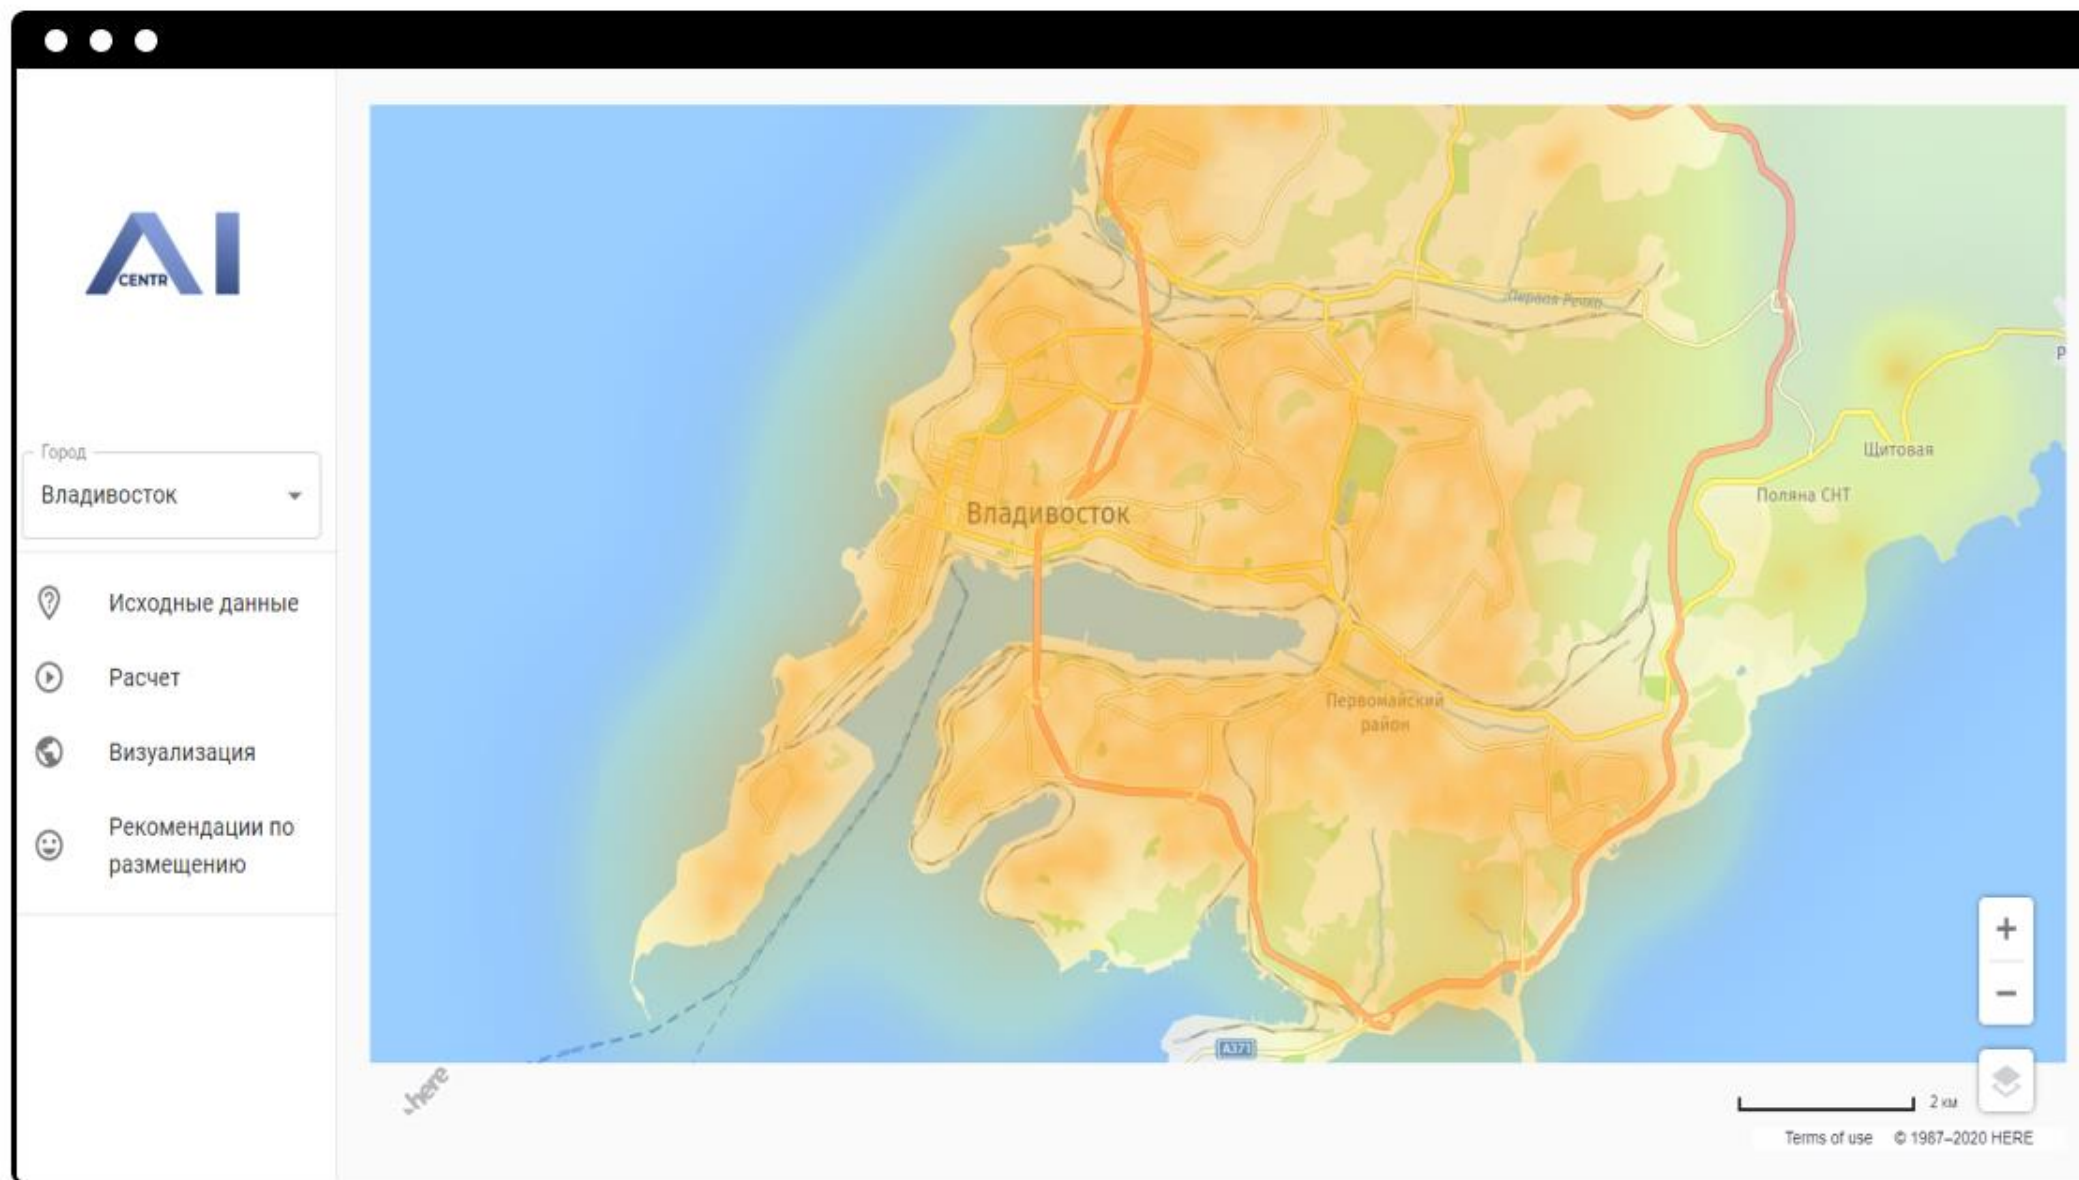 AI
CENTR
Город
Владивосток
Исходные данные
Расчет
Визуализация
Рекомендации по
размещению
Первая Речка
Р
Щитовая
Поляна СНТ
Владивосток
Первомайский
район
A371
here
2 км
Terms of use © 1987–2020 HERE